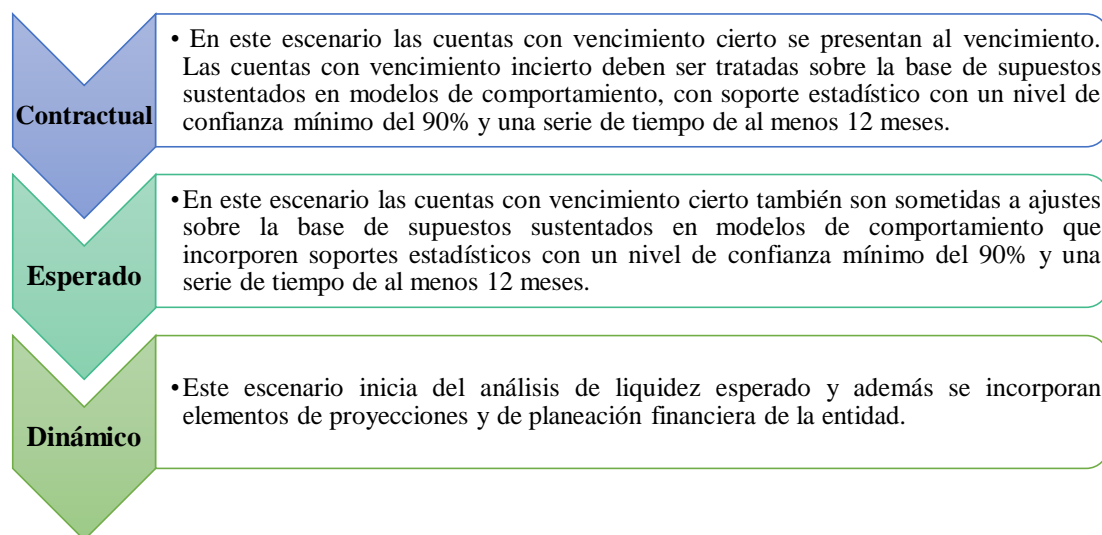 Contractual
• En este escenario las cuentas con vencimiento cierto se presentan al vencimiento.
Las cuentas con vencimiento incierto deben ser tratadas sobre la base de supuestos
sustentados en modelos de comportamiento, con soporte estadístico con un nivel de
confianza mínimo del 90% y una serie de tiempo de al menos 12 meses.
Esperado
•En este escenario las cuentas con vencimiento cierto también son sometidas a ajustes
sobre la base de supuestos sustentados en modelos de comportamiento que
incorporen soportes estadísticos con un nivel de confianza mínimo del 90% y una
serie de tiempo de al menos 12 meses.
Dinámico
•Este escenario inicia del análisis de liquidez esperado y además se incorporan
elementos de proyecciones y de planeación financiera de la entidad.